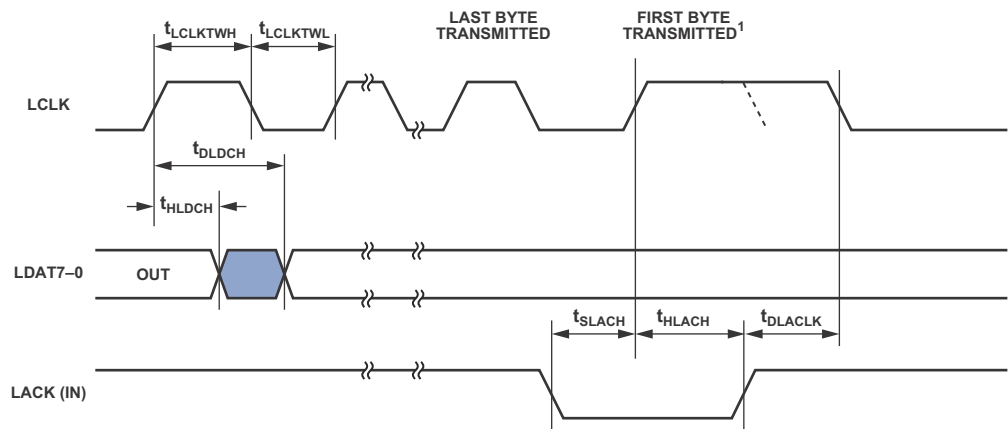 LAST BYTE
TRANSMITTED
FIRST BYTE
TRANSMITTED1
tLCLKTWH
tLCLKTWL
LCLK
tDLDCH
tHLDCH
LDAT7–0
OUT
tSLACH
tHLACH
tDLACLK
LACK (IN)